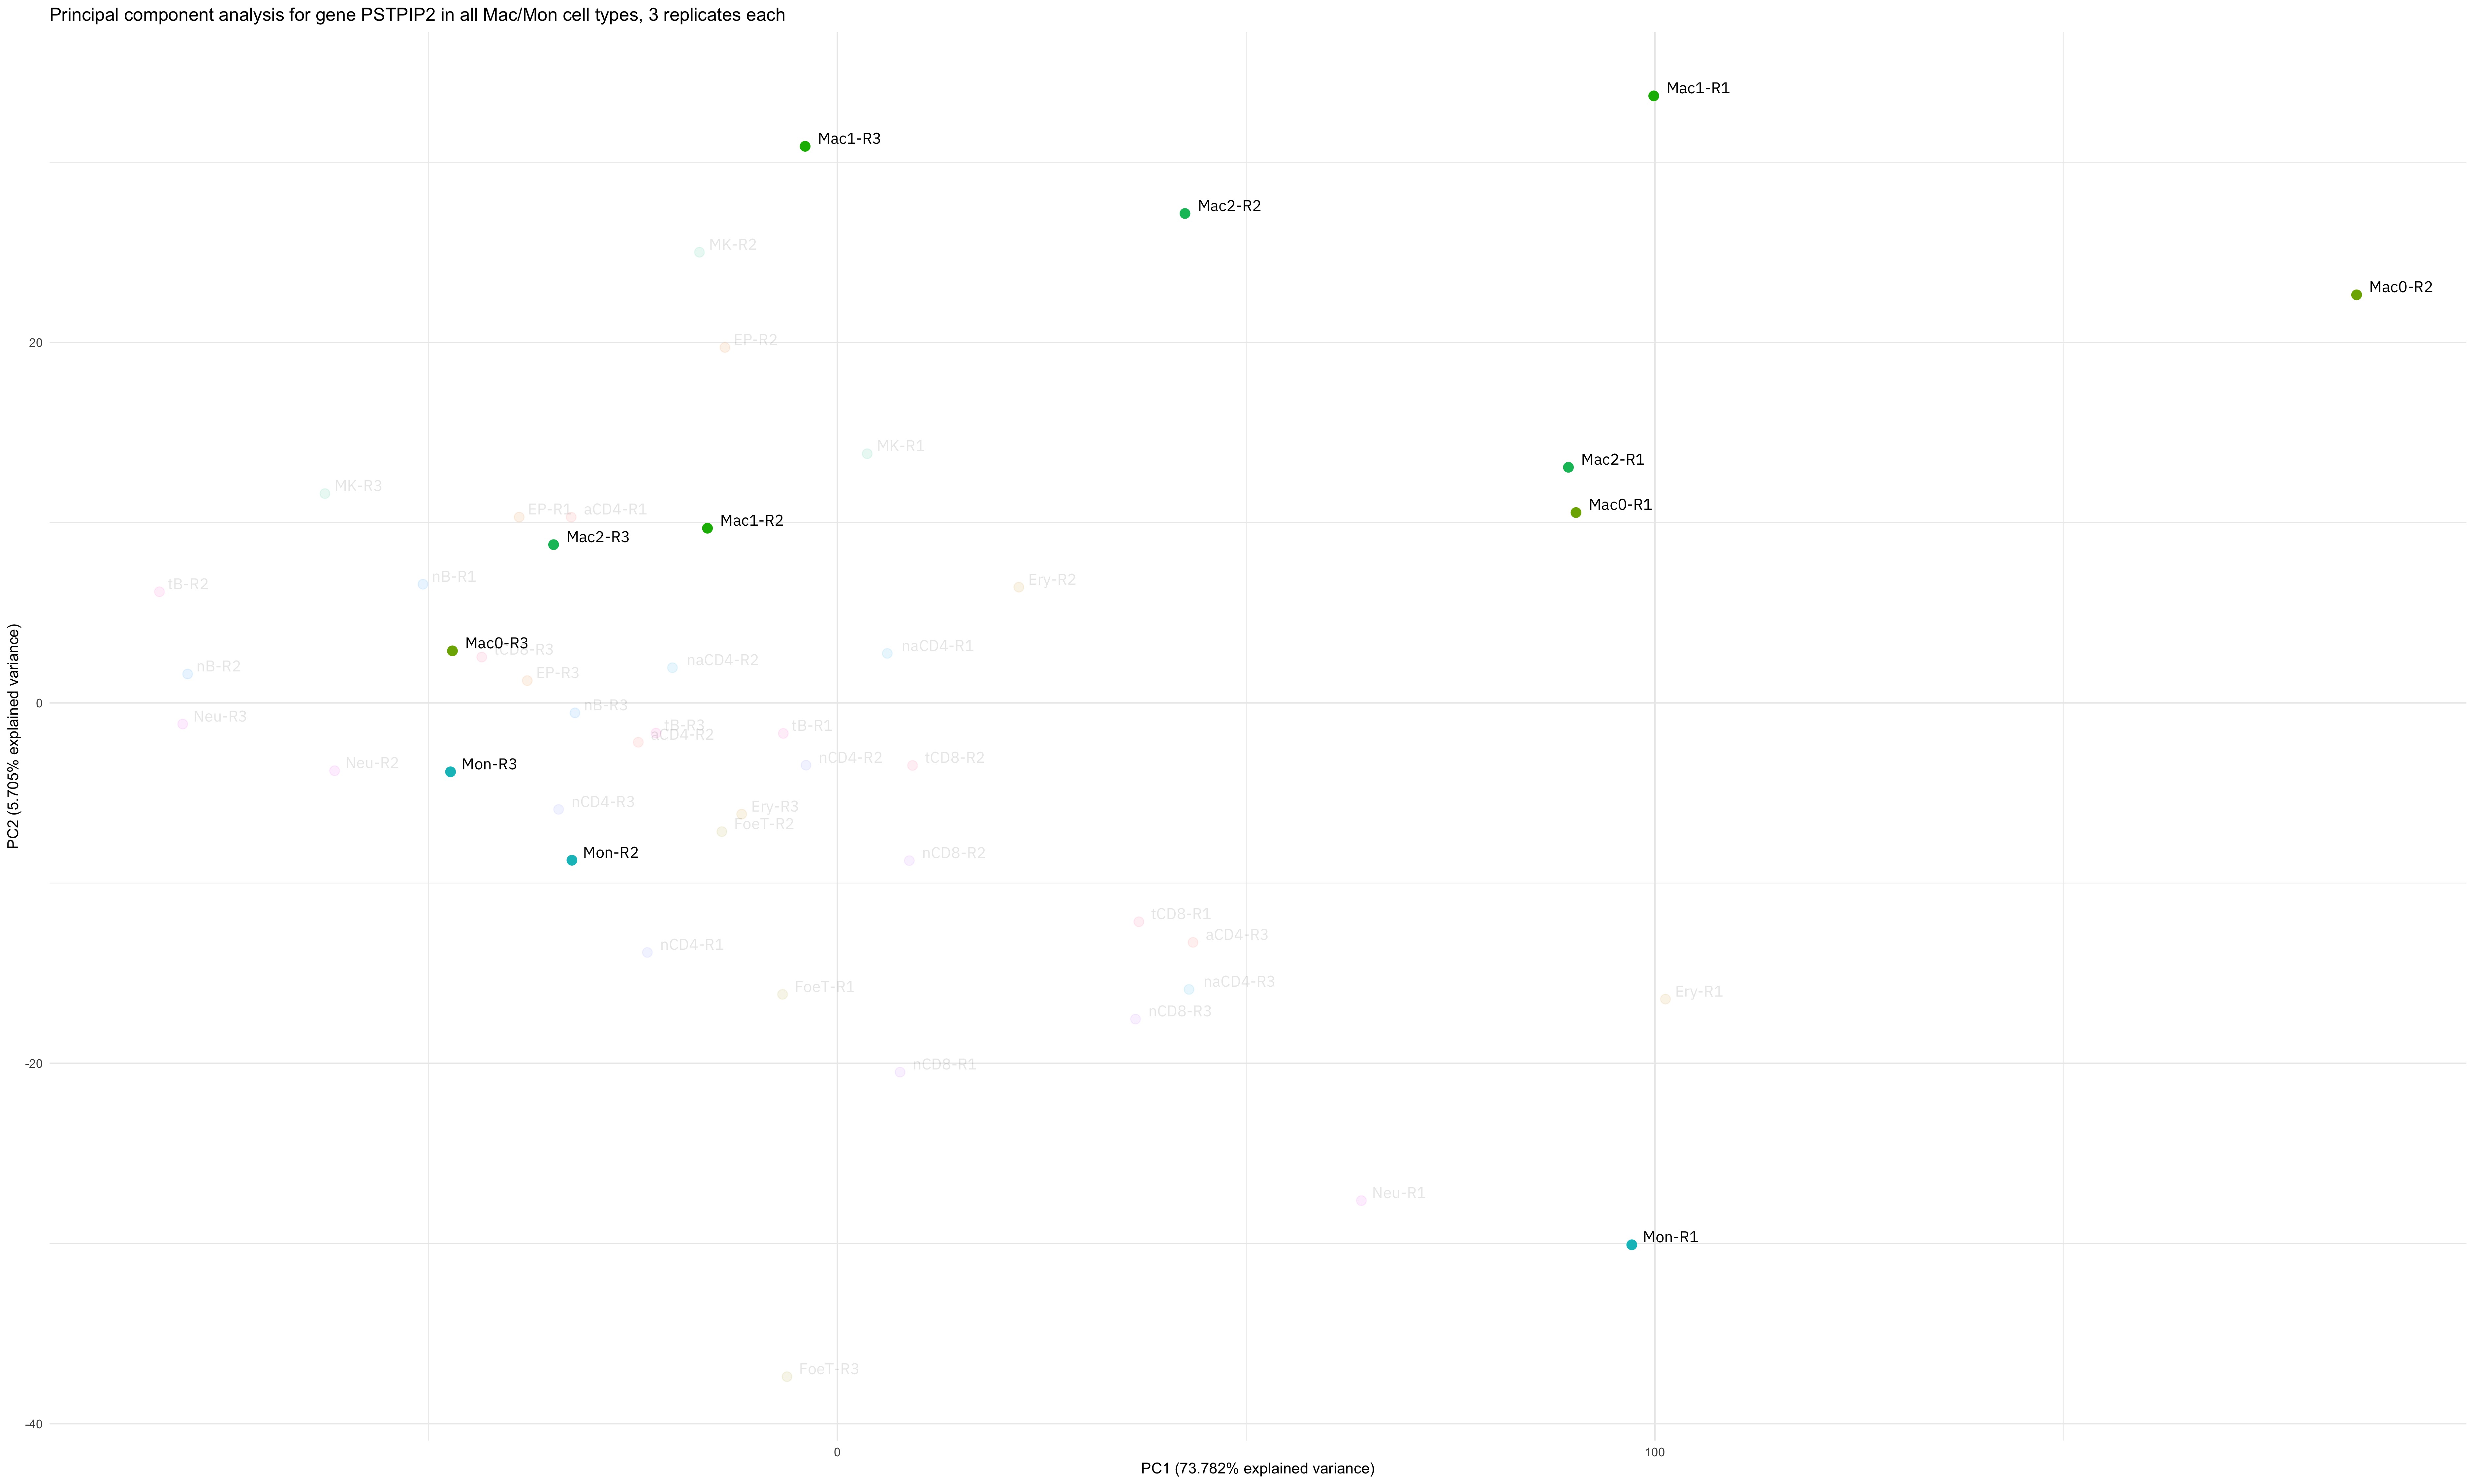 Principal component analysis for gene PSTPIP2 in all Mac/Mon cell types, 3 replicates each
Mac1-R1
Mac1-R3
Mac2-R2
MK-R2
Mac0-R2
20
EP-R2
MK-R1
Mac2-R1
MK-R3
Mac0-R1
EP-R1
aCD4-R1
Mac1-R2
Mac2-R3
nB-R1
Ery-R2
tB-R2
Mac0-R3
tCD8-R3
naCD4-R1
naCD4-R2
nB-R2
EP-R3
0
nB-R3
Neu-R3
tB-R3
tB-R1
aCD4-R2
nCD4-R2
tCD8-R2
Neu-R2
Mon-R3
nCD4-R3
Ery-R3
FoeT-R2
Mon-R2
nCD8-R2
tCD8-R1
aCD4-R3
nCD4-R1
naCD4-R3
FoeT-R1
Ery-R1
nCD8-R3
-20
nCD8-R1
Neu-R1
Mon-R1
FoeT-R3
-40
0
100
PC1 (73.782% explained variance)
PC2 (5.705% explained variance)